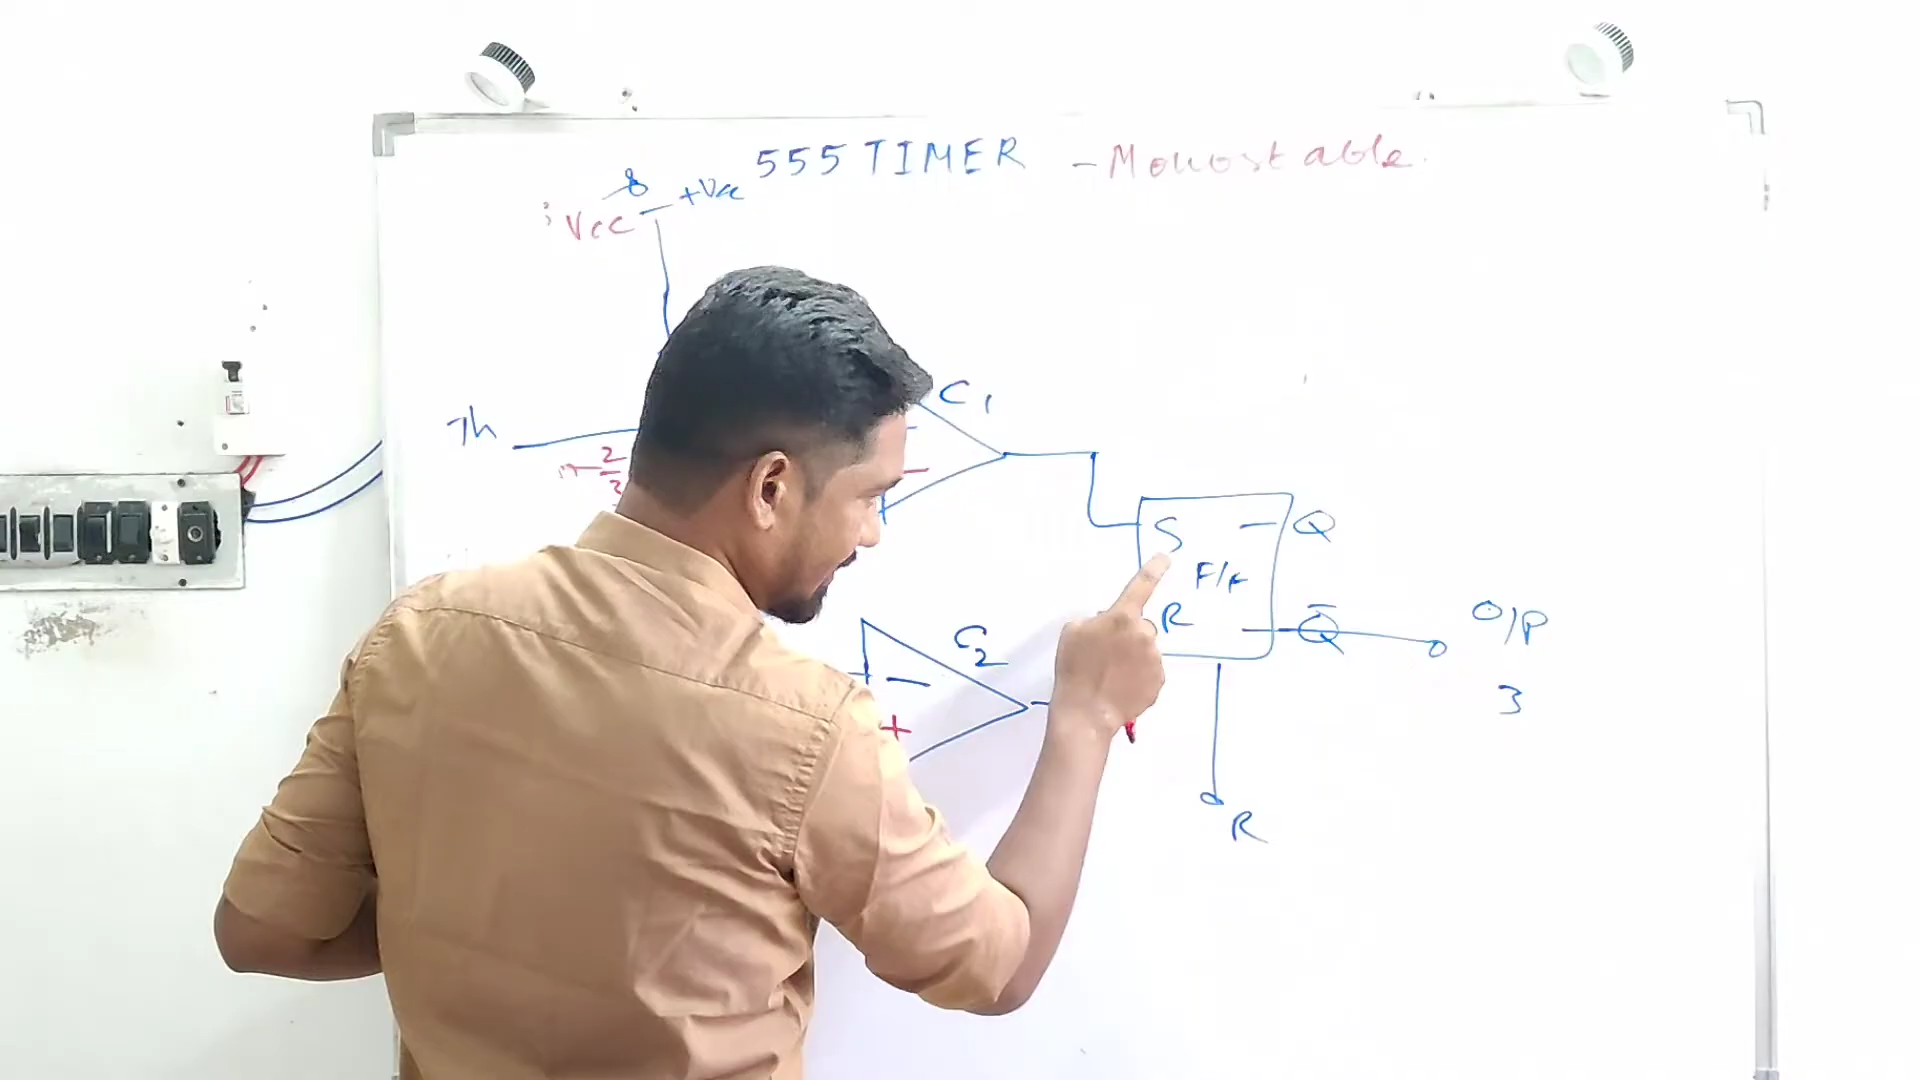 555 TIMER - Monostable.
8
+Vcc
Vcc
C1
Th
2
3
-
S
Q
F/F
R
Q̄
O/P
3
C2
-
+
R